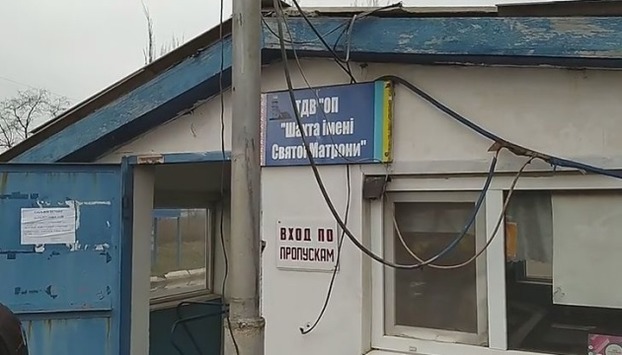 ТДВ "ОП
"Шахта імені
Святої Матрони"
ВХОД ПО
ПРОПУСКАМ